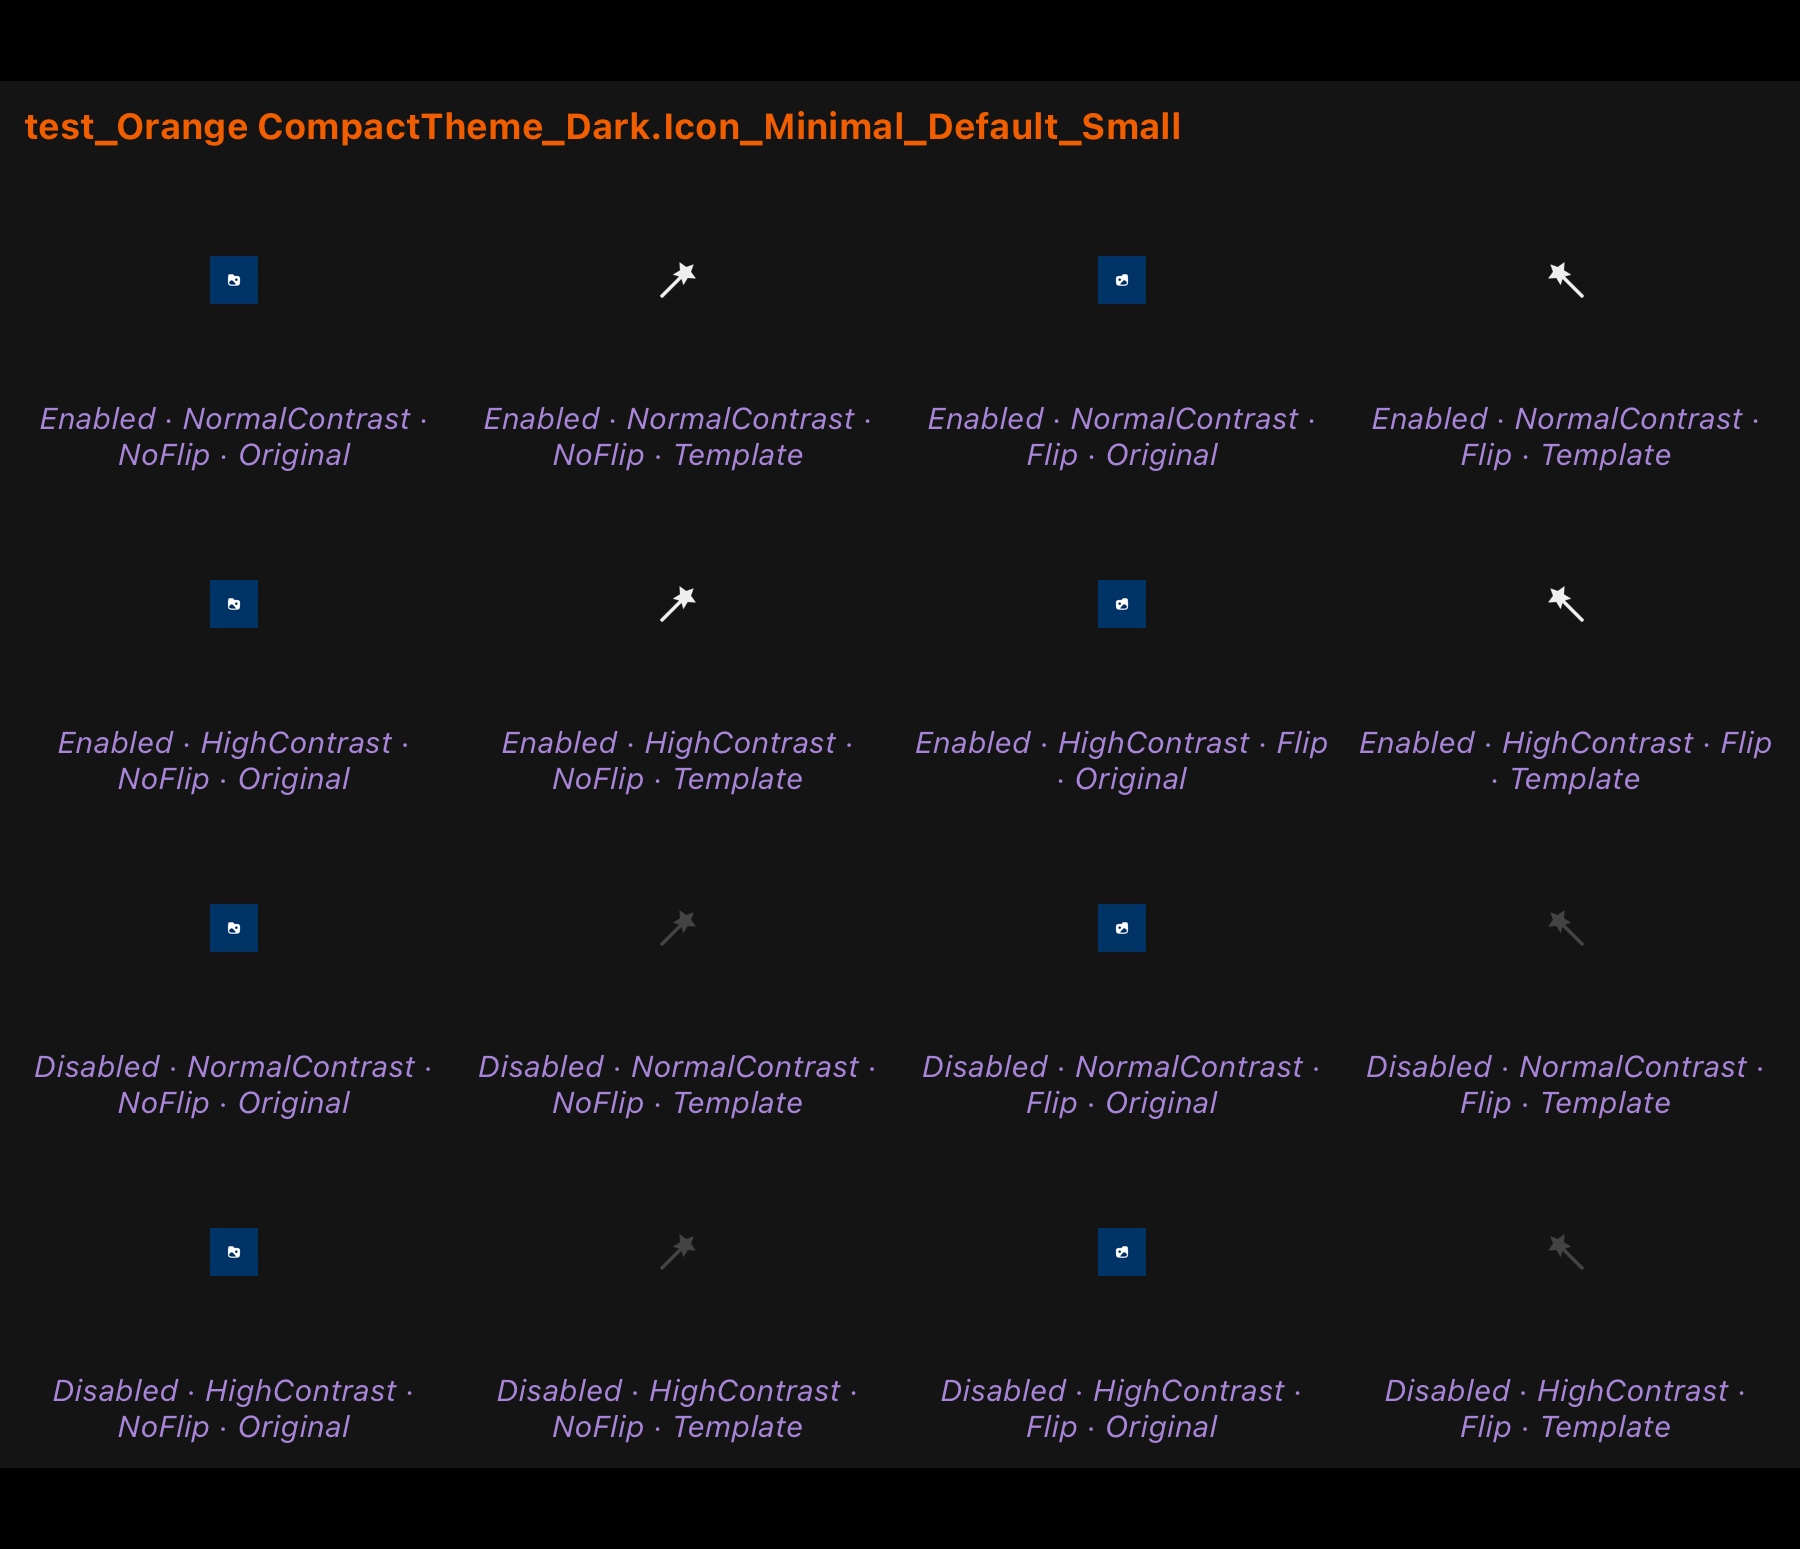 test_Orange CompactTheme_Dark.Icon_Minimal_Default_Small
Enabled · NormalContrast ·
NoFlip · Original
Enabled · NormalContrast ·
NoFlip · Template
Enabled · NormalContrast ·
Flip · Original
Enabled · NormalContrast ·
Flip · Template
Enabled · HighContrast ·
NoFlip · Original
Enabled · HighContrast ·
NoFlip · Template
Enabled · HighContrast · Flip
· Original
Enabled · HighContrast · Flip
· Template
Disabled · NormalContrast ·
NoFlip · Original
Disabled · NormalContrast ·
NoFlip · Template
Disabled · NormalContrast ·
Flip · Original
Disabled · NormalContrast ·
Flip · Template
Disabled · HighContrast ·
NoFlip · Original
Disabled · HighContrast ·
NoFlip · Template
Disabled · HighContrast ·
Flip · Original
Disabled · HighContrast ·
Flip · Template